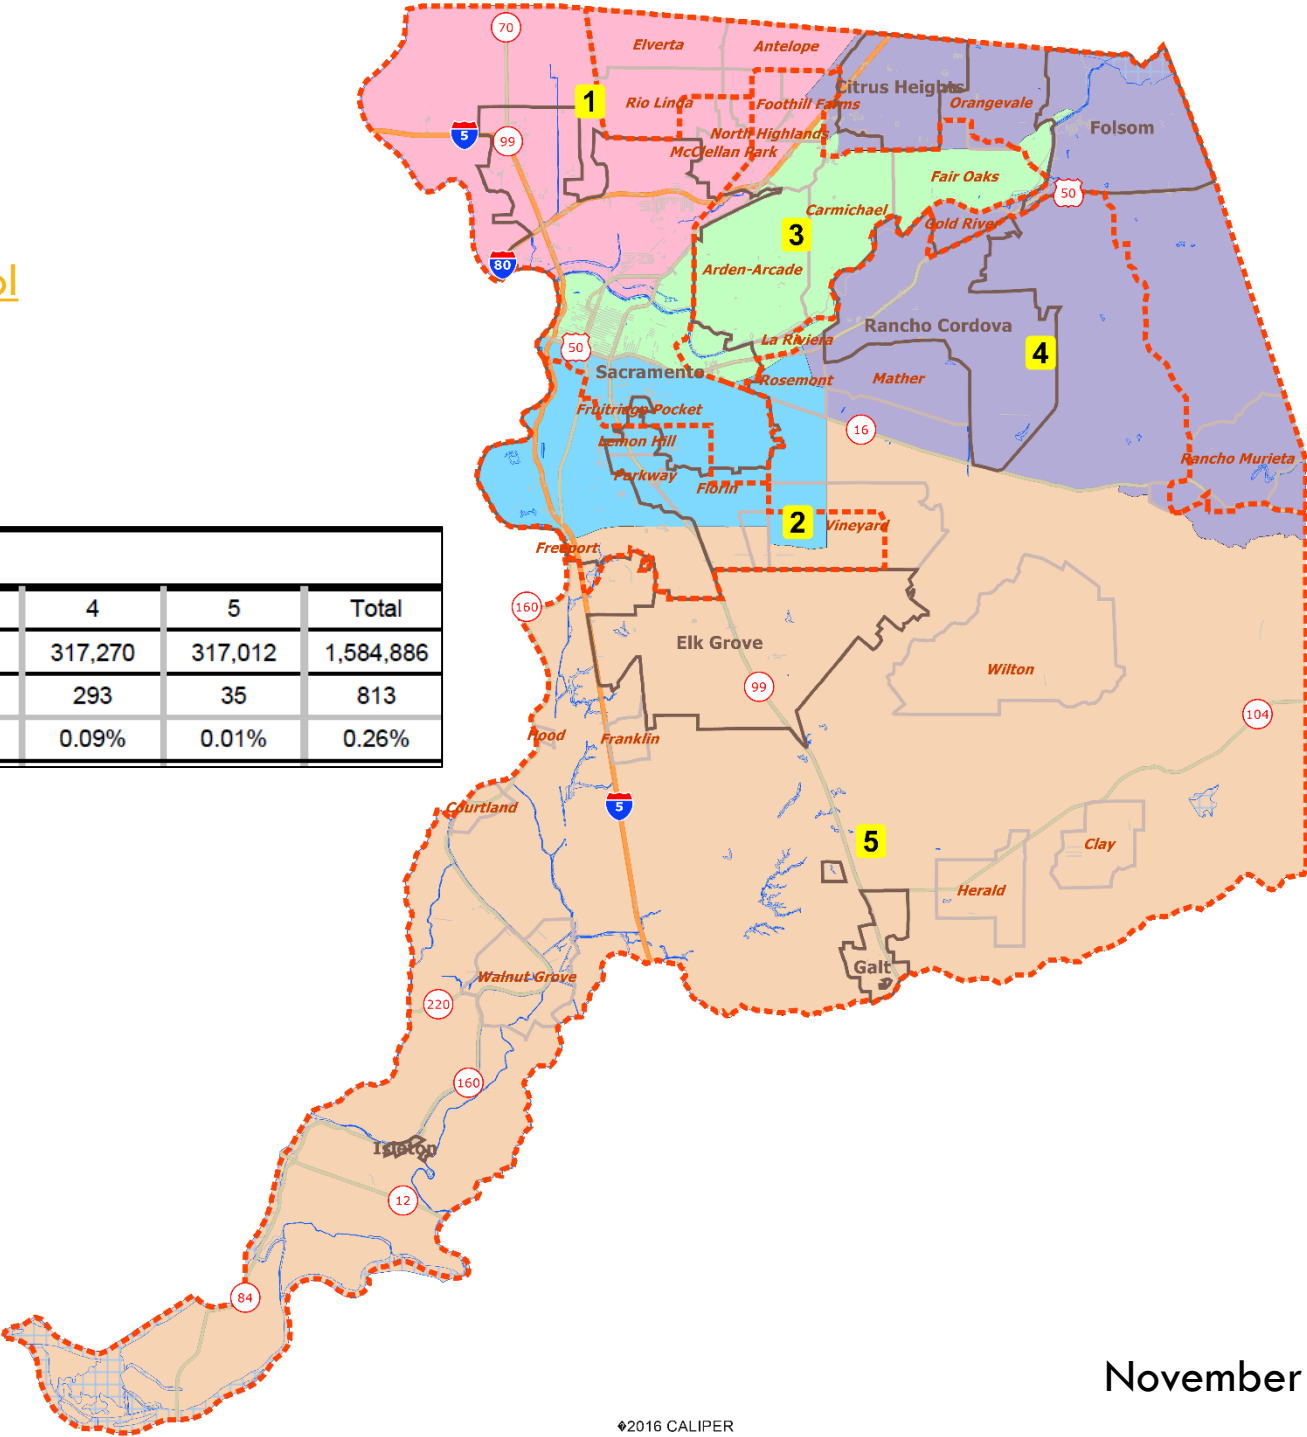 70
Elverta
Antelope
1
Rio Linda
Foothill Farms
Citrus Heights
Orangevale
Folsom
5
99
North Highlands
McClellan Park
Fair Oaks
50
Carmichael
Gold River
3
80
Arden-Arcade
ol
50
La Riviera
Rancho Cordova
4
Sacramento
Rosemont
Mather
Fruitridge Pocket
16
Lemon Hill
Parkway
Florin
Rancho Murieta
2
Vineyard
Freeport
4 5 Total
317,270 317,012 1,584,886
293 35 813
0.09% 0.01% 0.26%
160
Elk Grove
99
Wilton
104
Hood
Franklin
Courtland
5
5
Clay
Herald
Galt
Walnut Grove
220
160
Isleton
12
84
November
�2016 CALIPER